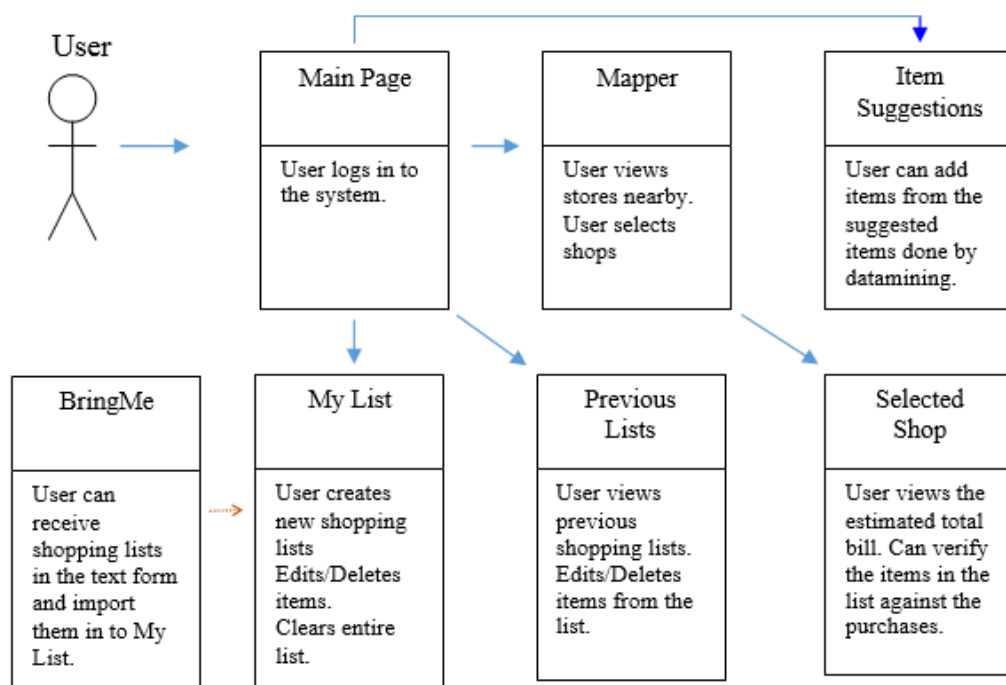 User
Main Page
User logs in to
the system.
Mapper
User views
stores nearby.
User selects
shops
Item
Suggestions
User can add
items from the
suggested
items done by
datamining.
BringMe
User can
receive
shopping lists
in the text form
and import
them in to My
List.
My List
User creates
new shopping
lists
Edits/Deletes
items.
Clears entire
list.
Previous
Lists
User views
previous
shopping lists.
Edits/Deletes
items from the
list.
Selected
Shop
User views the
estimated total
bill. Can verify
the items in the
list against the
purchases.